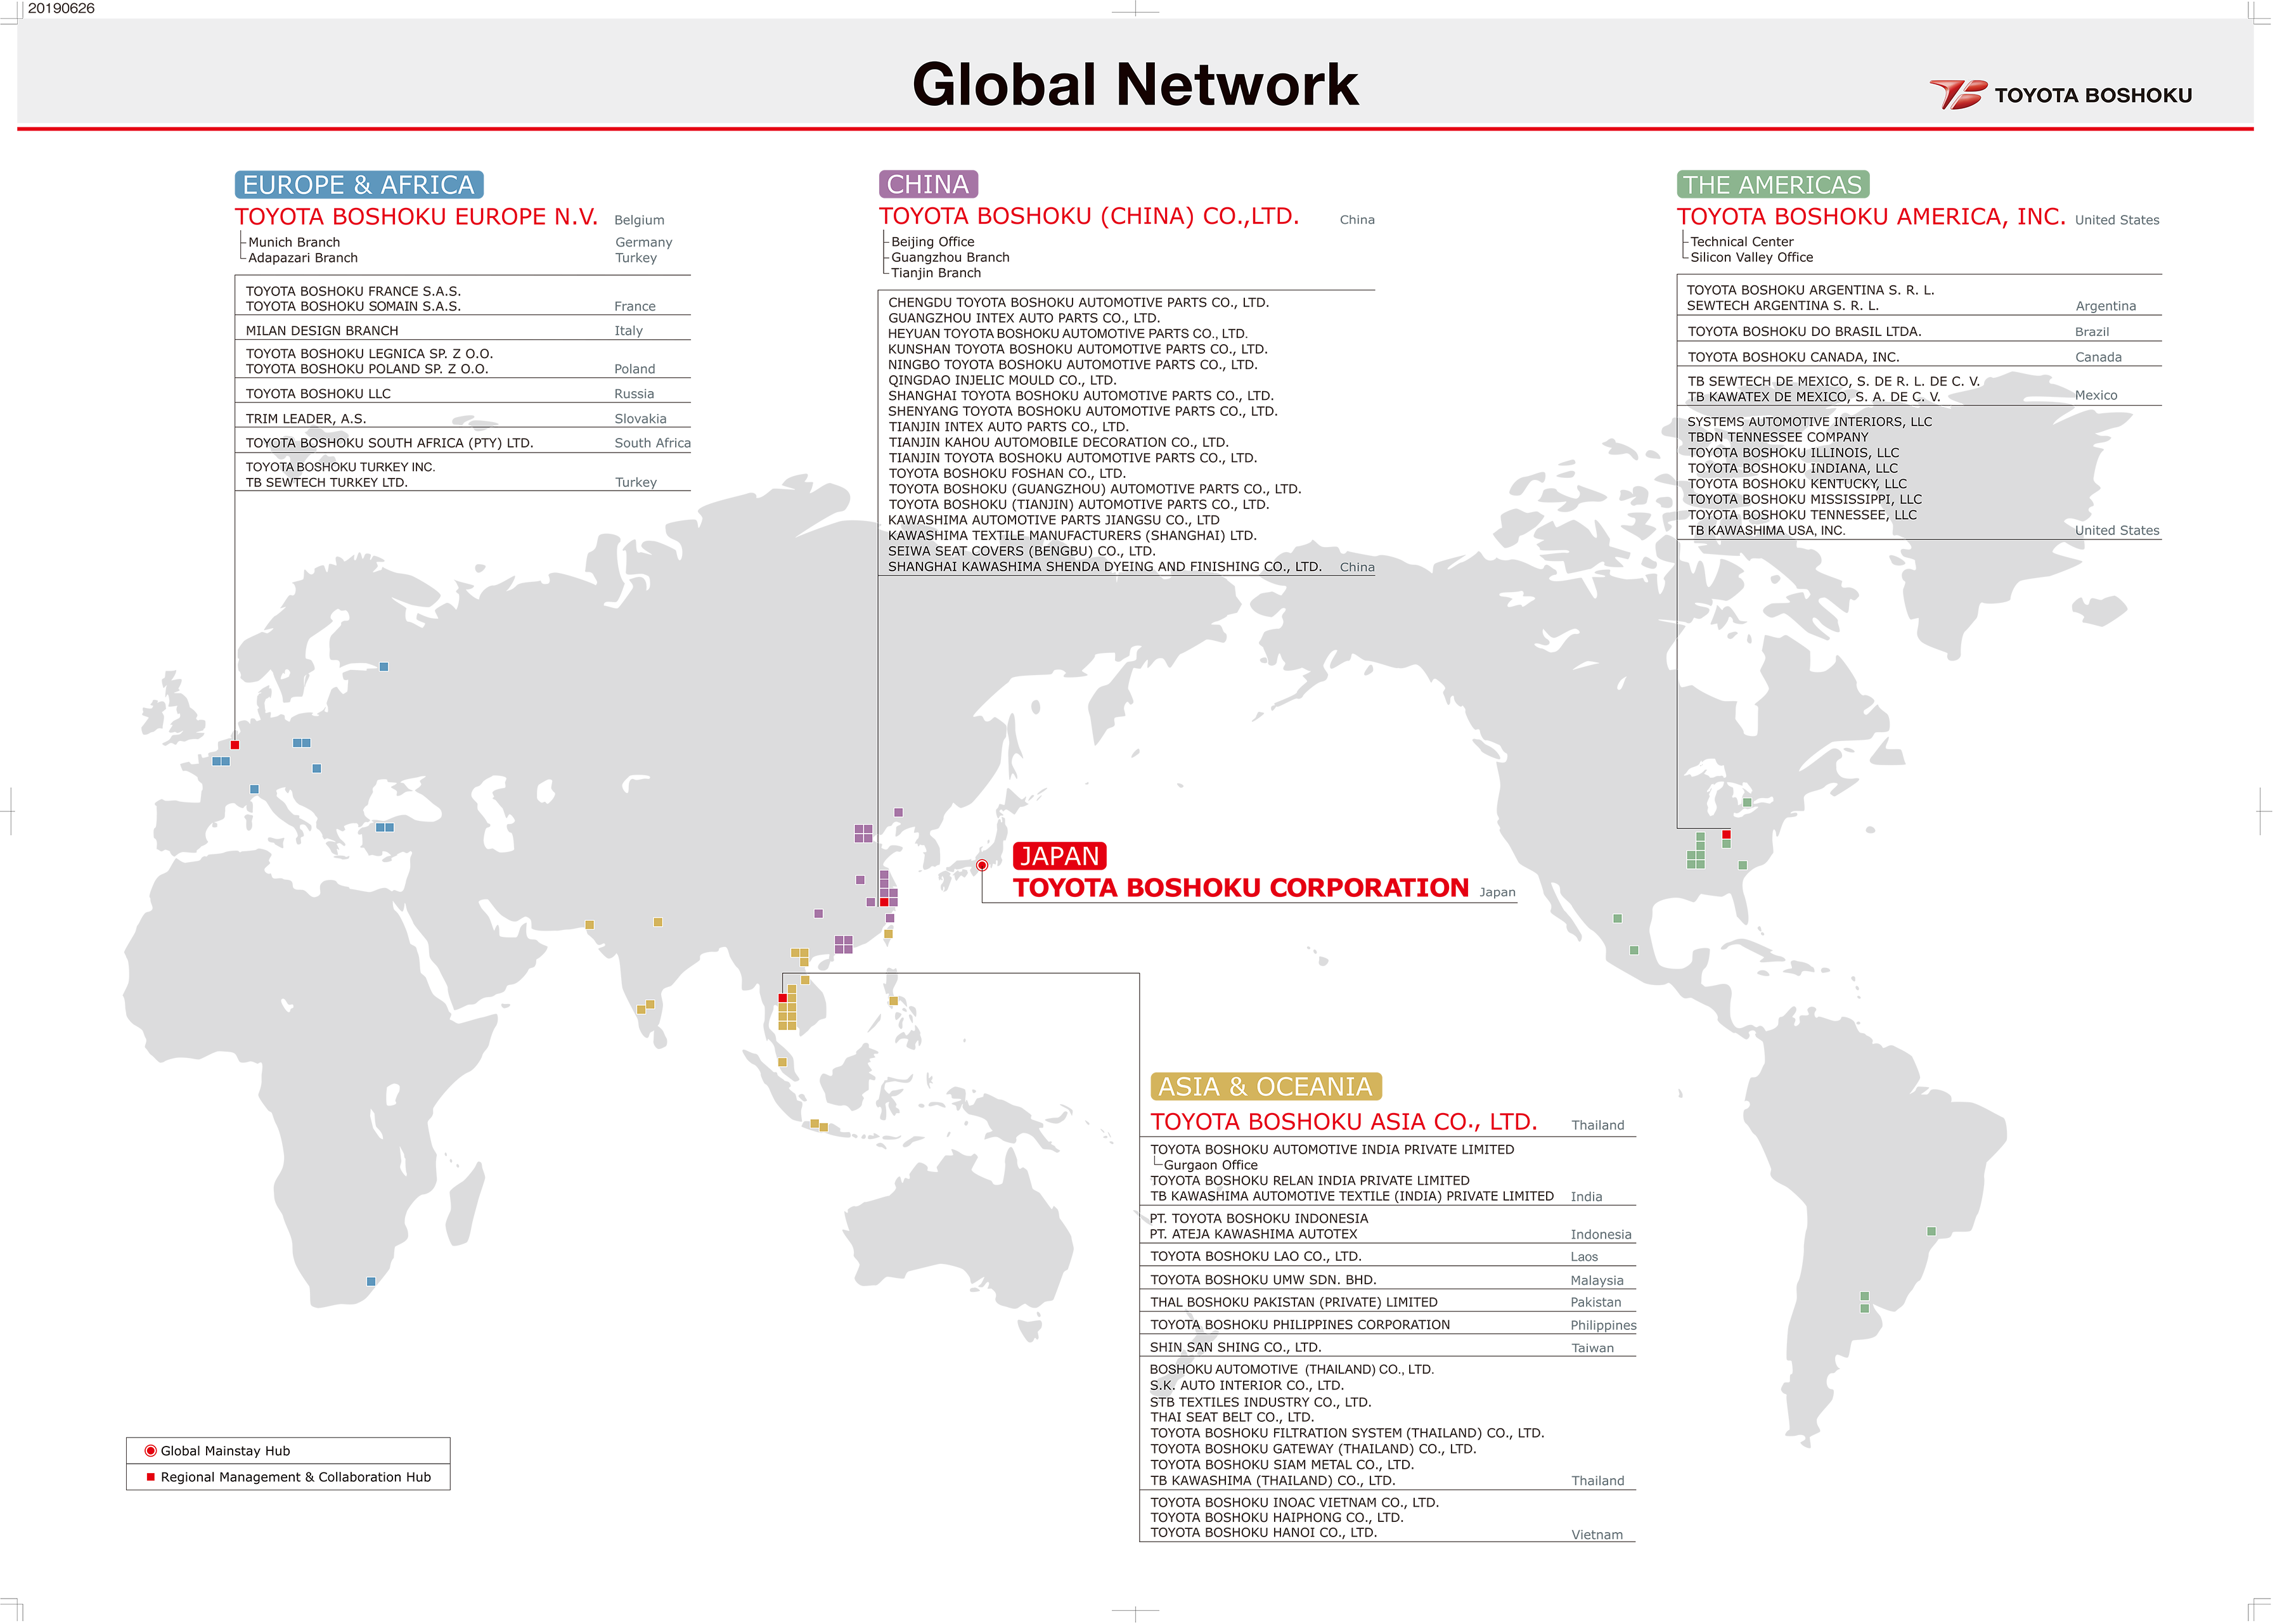 20190626
Global Network
TOYOTA BOSHOKU
EUROPE & AFRICA
TOYOTA BOSHOKU EUROPE N.V. Belgium
Munich Branch Germany
Adapazari Branch Turkey
TOYOTA BOSHOKU FRANCE S.A.S.
TOYOTA BOSHOKU SOMAIN S.A.S. France
MILAN DESIGN BRANCH Italy
TOYOTA BOSHOKU LEGNICA SP. Z O.O.
TOYOTA BOSHOKU POLAND SP. Z O.O. Poland
TOYOTA BOSHOKU LLC Russia
TRIM LEADER, A.S. Slovakia
TOYOTA BOSHOKU SOUTH AFRICA (PTY) LTD. South Africa
TOYOTA BOSHOKU TURKEY INC.
TB SEWTECH TURKEY LTD. Turkey
CHINA
TOYOTA BOSHOKU (CHINA) CO.,LTD. China
Beijing Office
Guangzhou Branch
Tianjin Branch
CHENGDU TOYOTA BOSHOKU AUTOMOTIVE PARTS CO., LTD.
GUANGZHOU INTEX AUTO PARTS CO., LTD.
HEYUAN TOYOTA BOSHOKU AUTOMOTIVE PARTS CO., LTD.
KUNSHAN TOYOTA BOSHOKU AUTOMOTIVE PARTS CO., LTD.
NINGBO TOYOTA BOSHOKU AUTOMOTIVE PARTS CO., LTD.
QINGDAO INJELIC MOULD CO., LTD.
SHANGHAI TOYOTA BOSHOKU AUTOMOTIVE PARTS CO., LTD.
SHENYANG TOYOTA BOSHOKU AUTOMOTIVE PARTS CO., LTD.
TIANJIN INTEX AUTO PARTS CO., LTD.
TIANJIN KAHOU AUTOMOBILE DECORATION CO., LTD.
TIANJIN TOYOTA BOSHOKU AUTOMOTIVE PARTS CO., LTD.
TOYOTA BOSHOKU FOSHAN CO., LTD.
TOYOTA BOSHOKU (GUANGZHOU) AUTOMOTIVE PARTS CO., LTD.
TOYOTA BOSHOKU (TIANJIN) AUTOMOTIVE PARTS CO., LTD.
KAWASHIMA AUTOMOTIVE PARTS JIANGSU CO., LTD
KAWASHIMA TEXTILE MANUFACTURERS (SHANGHAI) LTD.
SEIWA SEAT COVERS (BENGBU) CO., LTD.
SHANGHAI KAWASHIMA SHENDA DYEING AND FINISHING CO., LTD. China
THE AMERICAS
TOYOTA BOSHOKU AMERICA, INC. United States
Technical Center
Silicon Valley Office
TOYOTA BOSHOKU ARGENTINA S. R. L.
SEWTECH ARGENTINA S. R. L. Argentina
TOYOTA BOSHOKU DO BRASIL LTDA. Brazil
TOYOTA BOSHOKU CANADA, INC. Canada
TB SEWTECH DE MEXICO, S. DE R. L. DE C. V.
TB KAWATEX DE MEXICO, S. A. DE C. V. Mexico
SYSTEMS AUTOMOTIVE INTERIORS, LLC
TBDN TENNESSEE COMPANY
TOYOTA BOSHOKU ILLINOIS, LLC
TOYOTA BOSHOKU INDIANA, LLC
TOYOTA BOSHOKU KENTUCKY, LLC
TOYOTA BOSHOKU MISSISSIPPI, LLC
TOYOTA BOSHOKU TENNESSEE, LLC
TB KAWASHIMA USA, INC. United States
JAPAN
TOYOTA BOSHOKU CORPORATION Japan
ASIA & OCEANIA
TOYOTA BOSHOKU ASIA CO., LTD. Thailand
TOYOTA BOSHOKU AUTOMOTIVE INDIA PRIVATE LIMITED
Gurgaon Office
TOYOTA BOSHOKU RELAN INDIA PRIVATE LIMITED
TB KAWASHIMA AUTOMOTIVE TEXTILE (INDIA) PRIVATE LIMITED India
PT. TOYOTA BOSHOKU INDONESIA
PT. ATEJA KAWASHIMA AUTOTEX Indonesia
TOYOTA BOSHOKU LAO CO., LTD. Laos
TOYOTA BOSHOKU UMW SDN. BHD. Malaysia
THAL BOSHOKU PAKISTAN (PRIVATE) LIMITED Pakistan
TOYOTA BOSHOKU PHILIPPINES CORPORATION Philippines
SHIN SAN SHING CO., LTD. Taiwan
BOSHOKU AUTOMOTIVE (THAILAND) CO., LTD.
S.K. AUTO INTERIOR CO., LTD.
STB TEXTILES INDUSTRY CO., LTD.
THAI SEAT BELT CO., LTD.
TOYOTA BOSHOKU FILTRATION SYSTEM (THAILAND) CO., LTD.
TOYOTA BOSHOKU GATEWAY (THAILAND) CO., LTD.
TOYOTA BOSHOKU SIAM METAL CO., LTD.
TB KAWASHIMA (THAILAND) CO., LTD. Thailand
TOYOTA BOSHOKU INOAC VIETNAM CO., LTD.
TOYOTA BOSHOKU HAIPHONG CO., LTD.
TOYOTA BOSHOKU HANOI CO., LTD. Vietnam
Global Mainstay Hub
Regional Management & Collaboration Hub